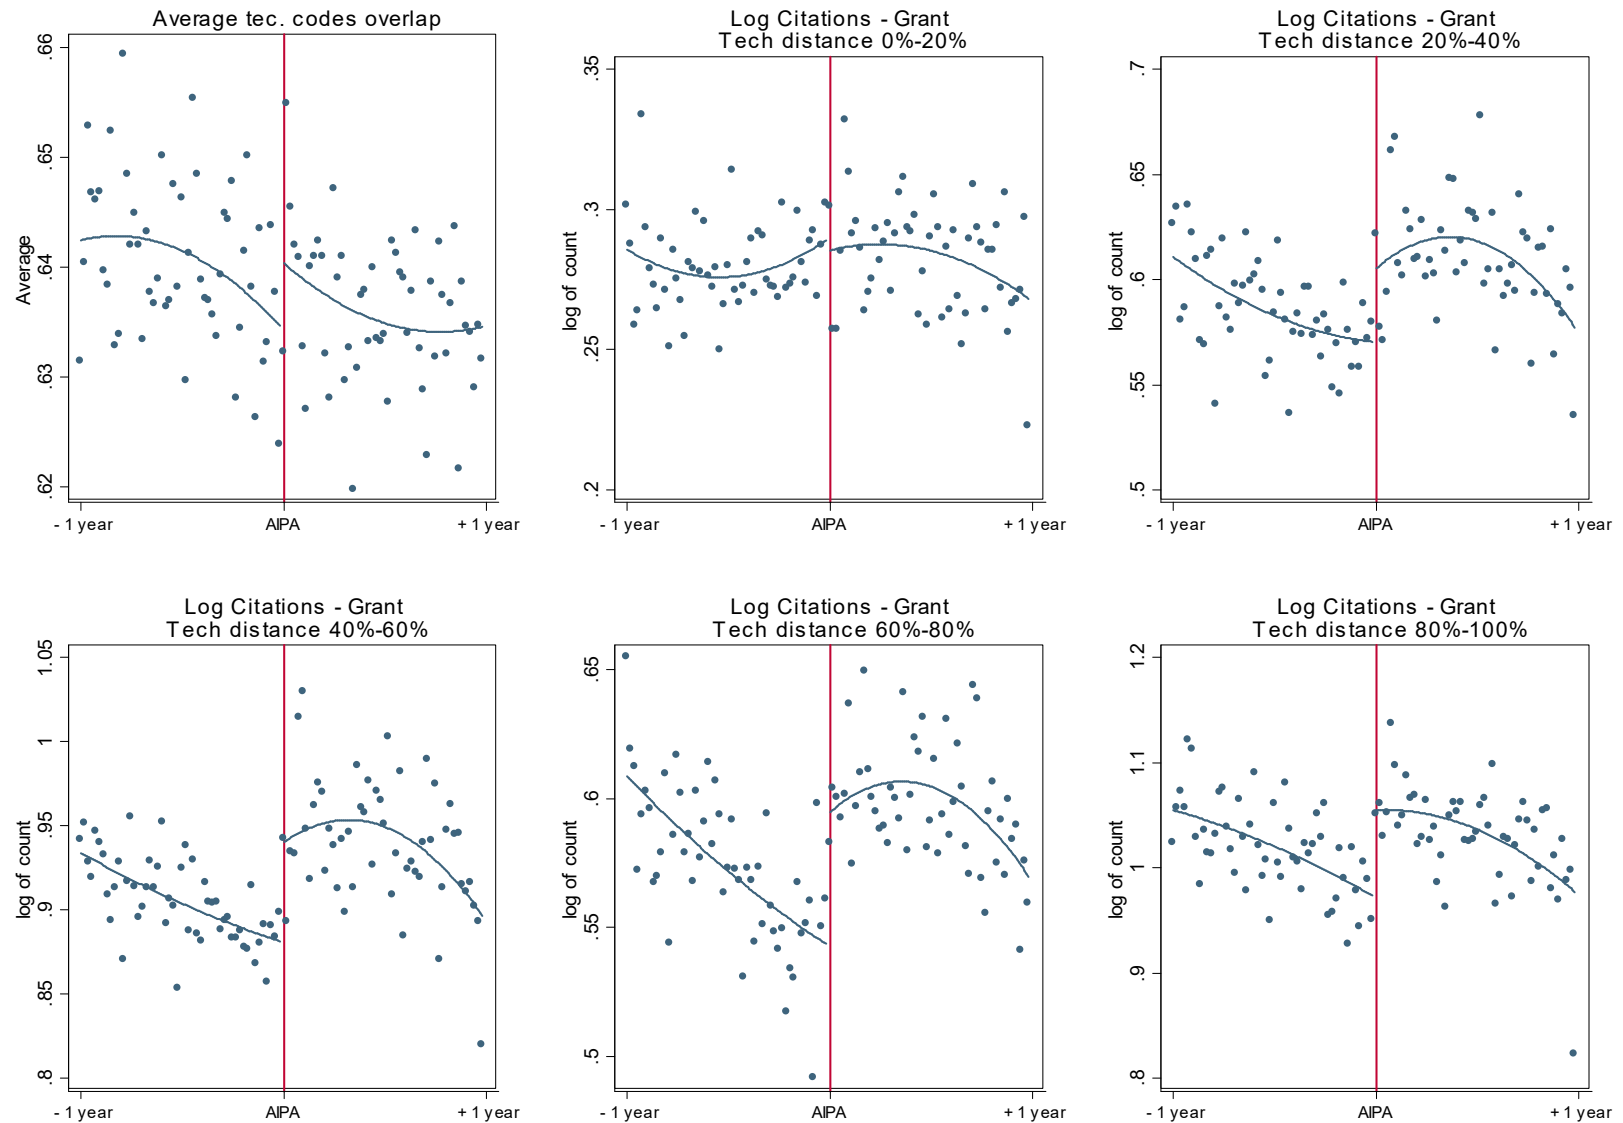 Average tec. codes overlap
Average
.66
.65
.64
.63
.62
- 1 year
AIPA
+ 1 year
Log Citations - Grant
Tech distance 0%-20%
log of count
.35
.3
.25
.2
- 1 year
AIPA
+ 1 year
Log Citations - Grant
Tech distance 20%-40%
log of count
.7
.65
.6
.55
.5
- 1 year
AIPA
+ 1 year
Log Citations - Grant
Tech distance 40%-60%
log of count
1.05
1
.95
.9
.85
.8
- 1 year
AIPA
+ 1 year
Log Citations - Grant
Tech distance 60%-80%
log of count
.65
.6
.55
.5
- 1 year
AIPA
+ 1 year
Log Citations - Grant
Tech distance 80%-100%
log of count
1.2
1.1
1
.9
.8
- 1 year
AIPA
+ 1 year